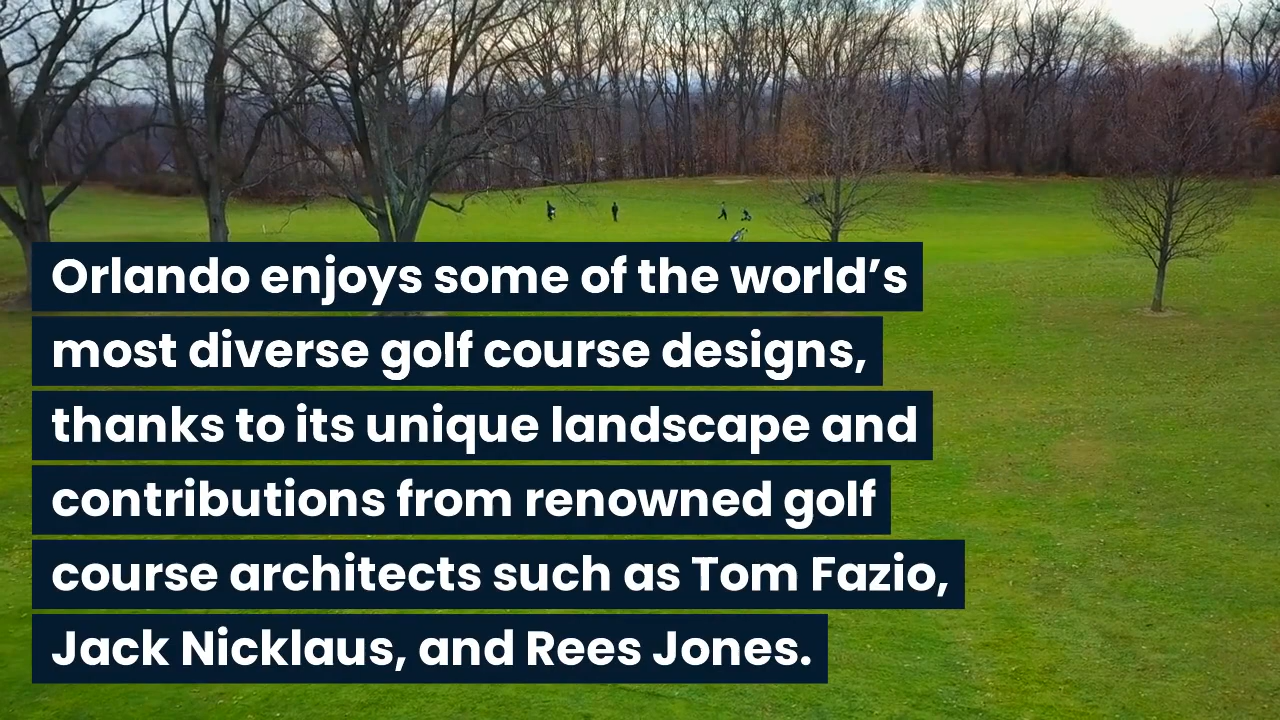 Orlando enjoys some of the world’s
most diverse golf course designs,
thanks to its unique landscape and
contributions from renowned golf
course architects such as Tom Fazio,
Jack Nicklaus, and Rees Jones.